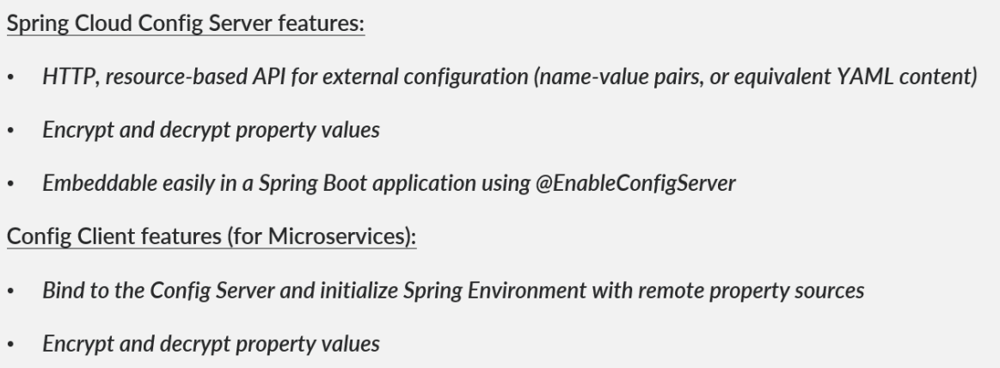 Spring Cloud Config Server features:
• HTTP, resource-based API for external configuration (name-value pairs, or equivalent YAML content)
• Encrypt and decrypt property values
• Embeddable easily in a Spring Boot application using @EnableConfigServer
Config Client features (for Microservices):
• Bind to the Config Server and initialize Spring Environment with remote property sources
• Encrypt and decrypt property values